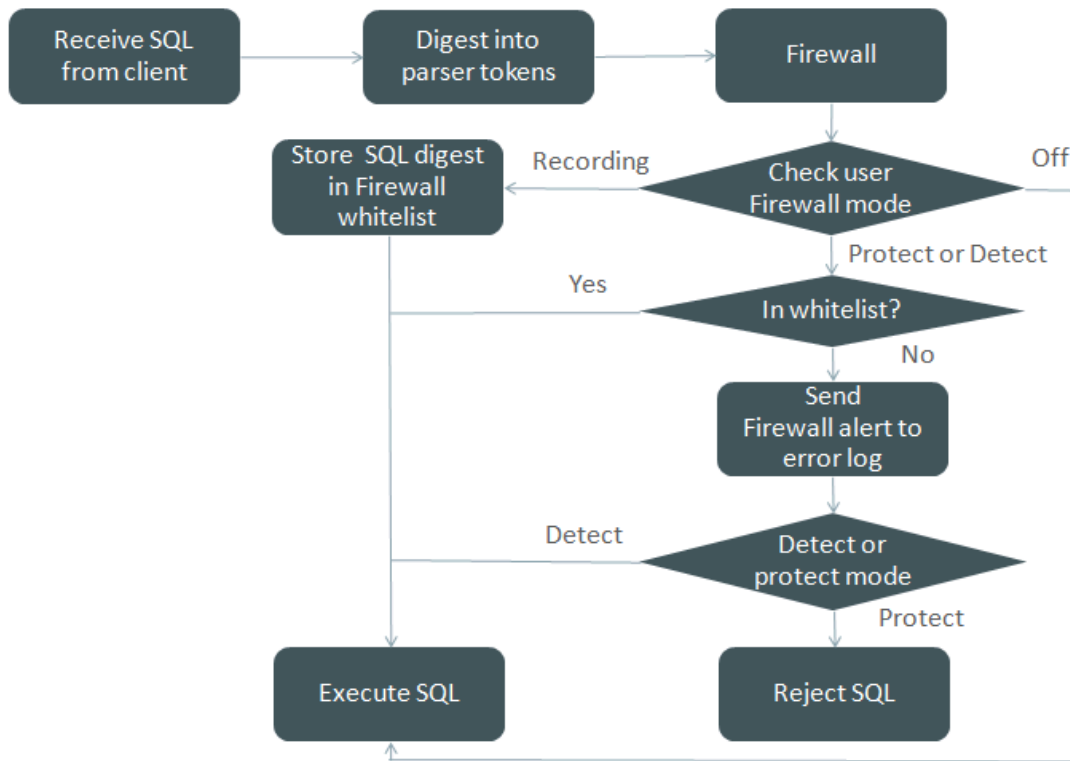 Receive SQL
from client
Digest into
parser tokens
Firewall
Store SQL digest
in Firewall
whitelist
Recording
Check user
Firewall mode
Off
Protect or Detect
Yes
In whitelist?
No
Send
Firewall alert to
error log
Detect
Detect or
protect mode
Protect
Execute SQL
Reject SQL